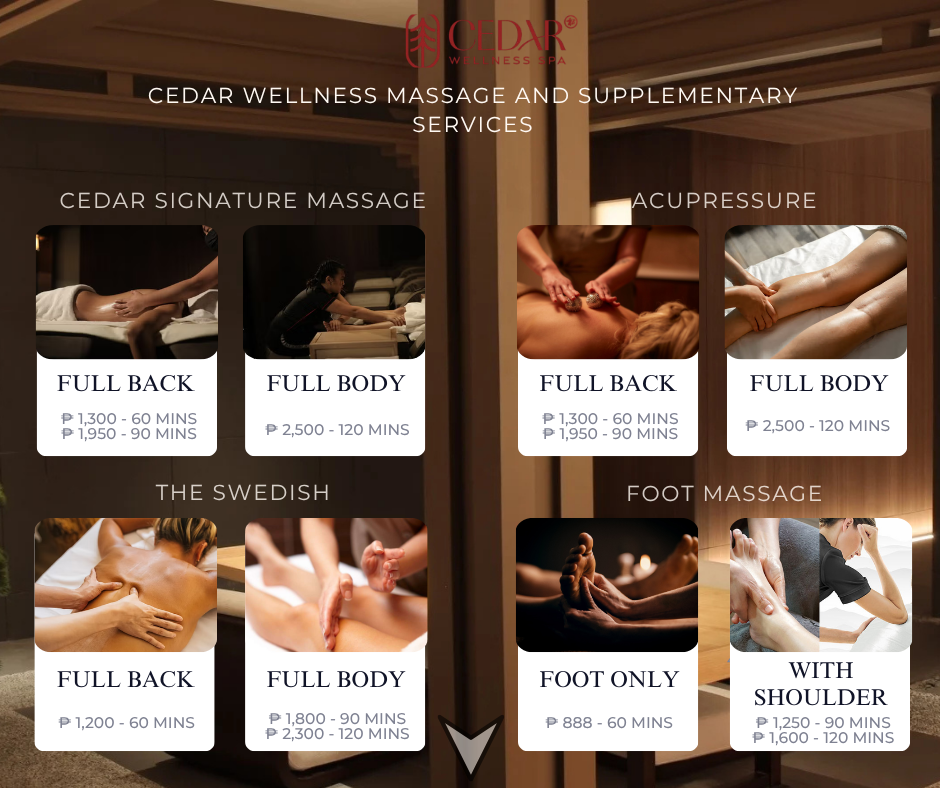 CEDAR
WELLNESS SPA
CEDAR WELLNESS MASSAGE AND SUPPLEMENTARY
SERVICES
CEDAR SIGNATURE MASSAGE
FULL BACK
₱ 1,300 - 60 MINS
₱ 1,950 - 90 MINS
FULL BODY
₱ 2,500 - 120 MINS
ACUPRESSURE
FULL BACK
₱ 1,300 - 60 MINS
₱ 1,950 - 90 MINS
FULL BODY
₱ 2,500 - 120 MINS
THE SWEDISH
FULL BACK
₱ 1,200 - 60 MINS
FULL BODY
₱ 1,800 - 90 MINS
₱ 2,300 - 120 MINS
FOOT MASSAGE
FOOT ONLY
₱ 888 - 60 MINS
WITH
SHOULDER
₱ 1,250 - 90 MINS
₱ 1,600 - 120 MINS